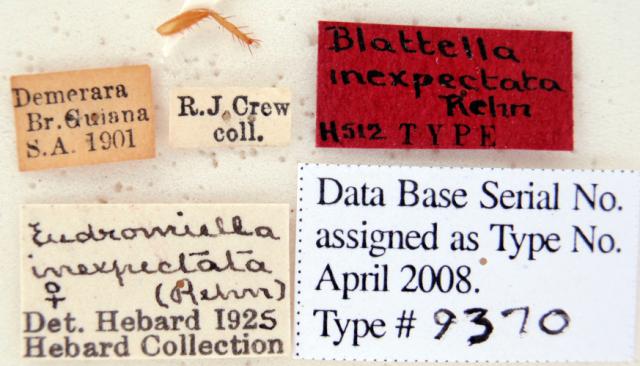 Demerara
Br. Guiana
S.A. 1901
R.J. Crew
coll.
Blattella
inexpectata
Rehn
H512 TYPE
Eudromiella
inexpectata
♀ (Rehn)
Det. Hebard 1925
Hebard Collection
Data Base Serial No.
assigned as Type No.
April 2008.
Type # 9370